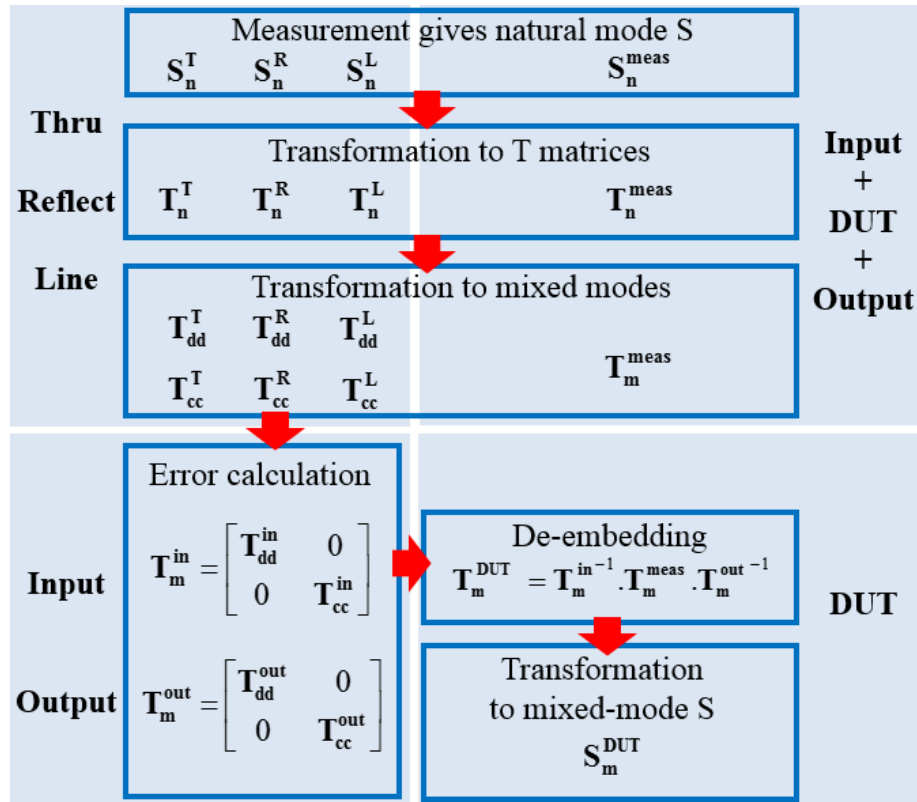 Measurement gives natural mode S
S_n^T S_n^R S_n^L S_n^meas
Thru
Reflect
Line
Transformation to T matrices
T_n^T T_n^R T_n^L T_n^meas
Input
+
DUT
+
Output
Transformation to mixed modes
T_dd^T T_dd^R T_dd^L
T_m^meas
T_cc^T T_cc^R T_cc^L
Input
Output
Error calculation
T_m^in = [T_dd^in 0
0 T_cc^in]
T_m^out = [T_dd^out 0
0 T_cc^out]
De-embedding
T_m^DUT = T_m^in^-1 . T_m^meas . T_m^out^-1
DUT
Transformation
to mixed-mode S
S_m^DUT